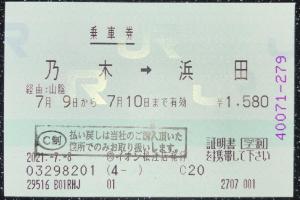 乗車券
乃木 → 浜田
経由:山陰
7月 9日から 7月10日まで有効 ¥1,580
C制
払い戻しは当社のご購入頂いた
箇所でのみお取り扱いします。
証明書 学割
を携帯して下さい
2021.-7.-8
03298201 (4- ) C20
29516 B01RHJ 01 2707 001
40071-279